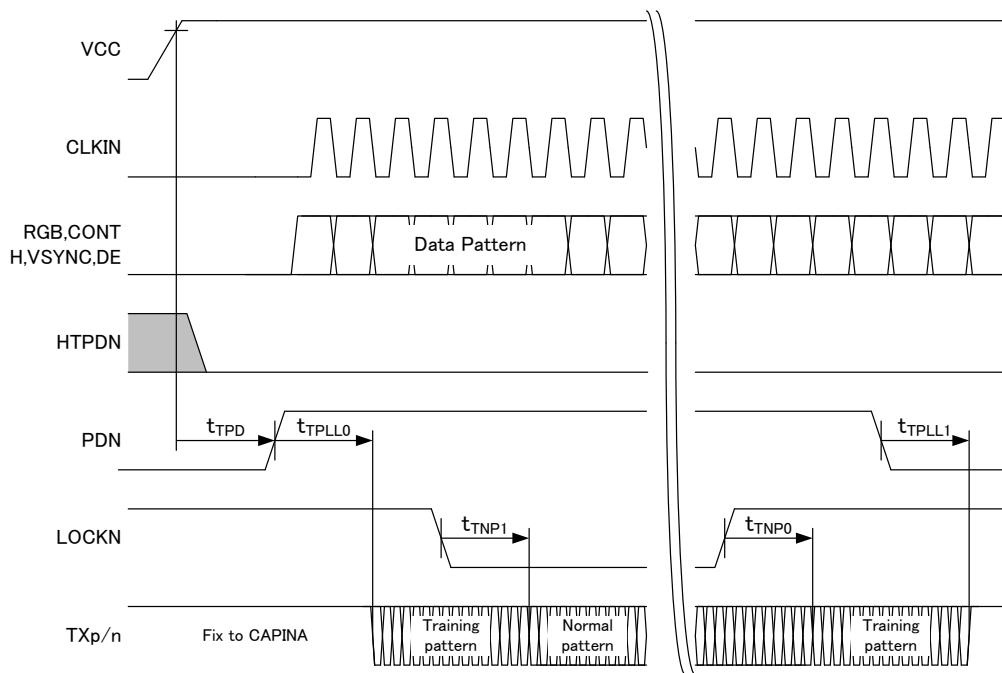 VCC
CLKIN
RGB,CONT
H,VSYNC,DE
Data Pattern
HTPDN
PDN
tTPD
tTPLL0
tTPLL1
LOCKN
tTNP1
tTNP0
TXp/n
Fix to CAPINA
Training
pattern
Normal
pattern
Training
pattern